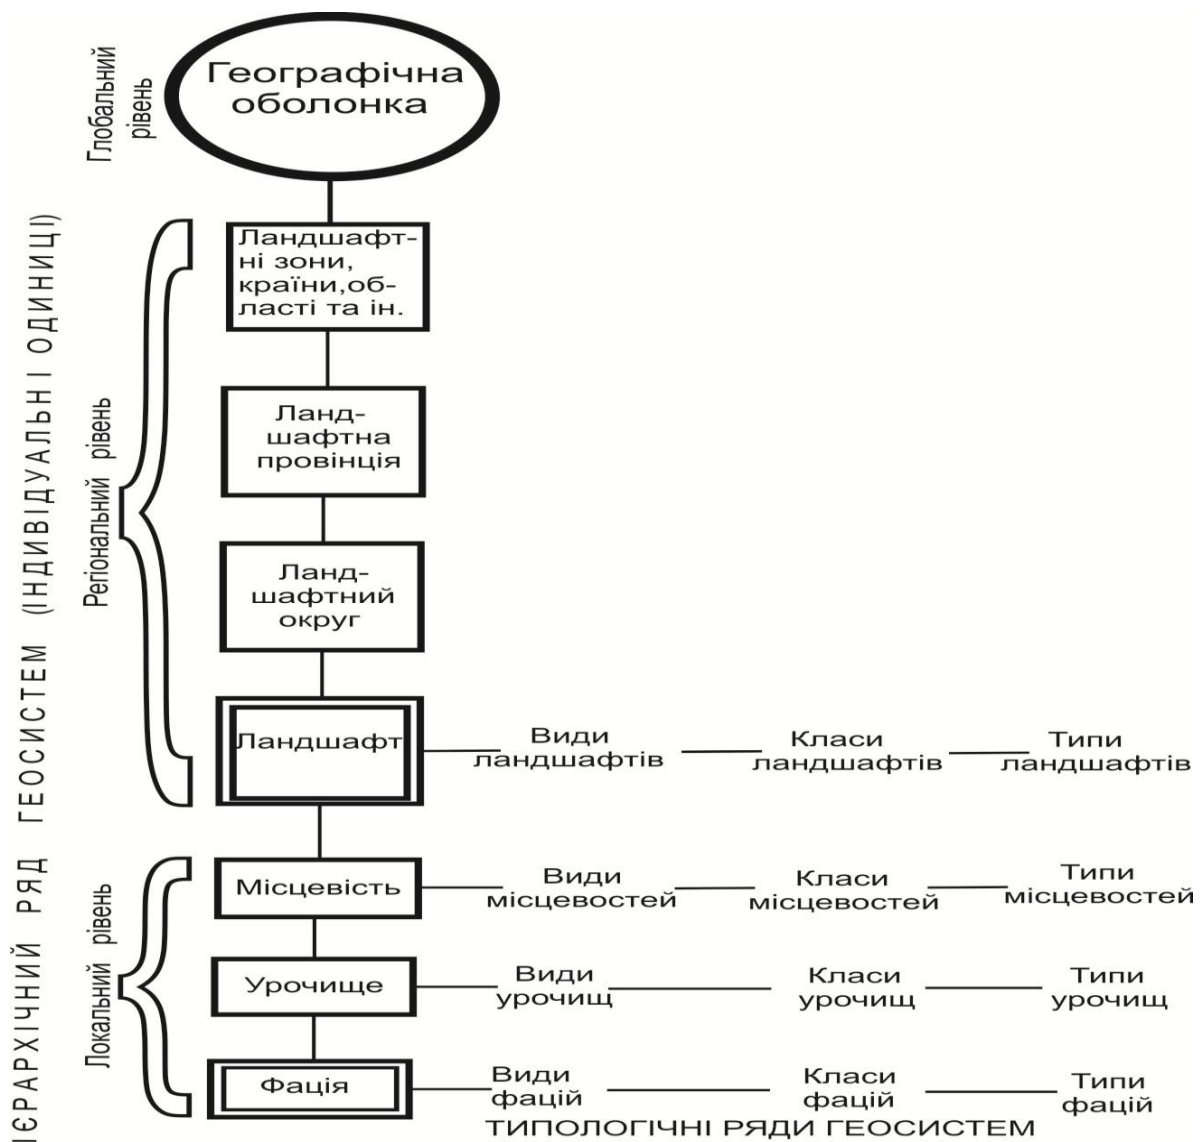 Глобальний
рівень
Географічна
оболонка
ІЄРАРХІЧНИЙ РЯД ГЕОСИСТЕМ (ІНДИВІДУАЛЬНІ ОДИНИЦІ)
Регіональний рівень
Ландшафт-
ні зони,
країни,об-
ласті та ін.
Ланд-
шафтна
провінція
Ланд-
шафтний
округ
Ландшафт
Види
ландшафтів
Класи
ландшафтів
Типи
ландшафтів
Локальний рівень
Місцевість
Види
місцевостей
Класи
місцевостей
Типи
місцевостей
Урочище
Види
урочищ
Класи
урочищ
Типи
урочищ
Фація
Види
фацій
Класи
фацій
Типи
фацій
ТИПОЛОГІЧНІ РЯДИ ГЕОСИСТЕМ